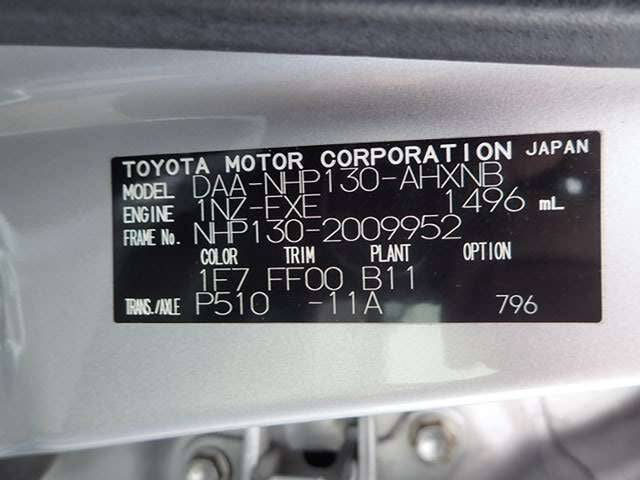 TOYOTA MOTOR CORPORATION JAPAN
MODEL DAA-NHP130-AHXNB
ENGINE 1NZ-FXE 1496 mL
FRAME No. NHP130-2009952
COLOR TRIM PLANT OPTION
1F7 FF00 B11
TRANS./AXLE P510 -11A 796